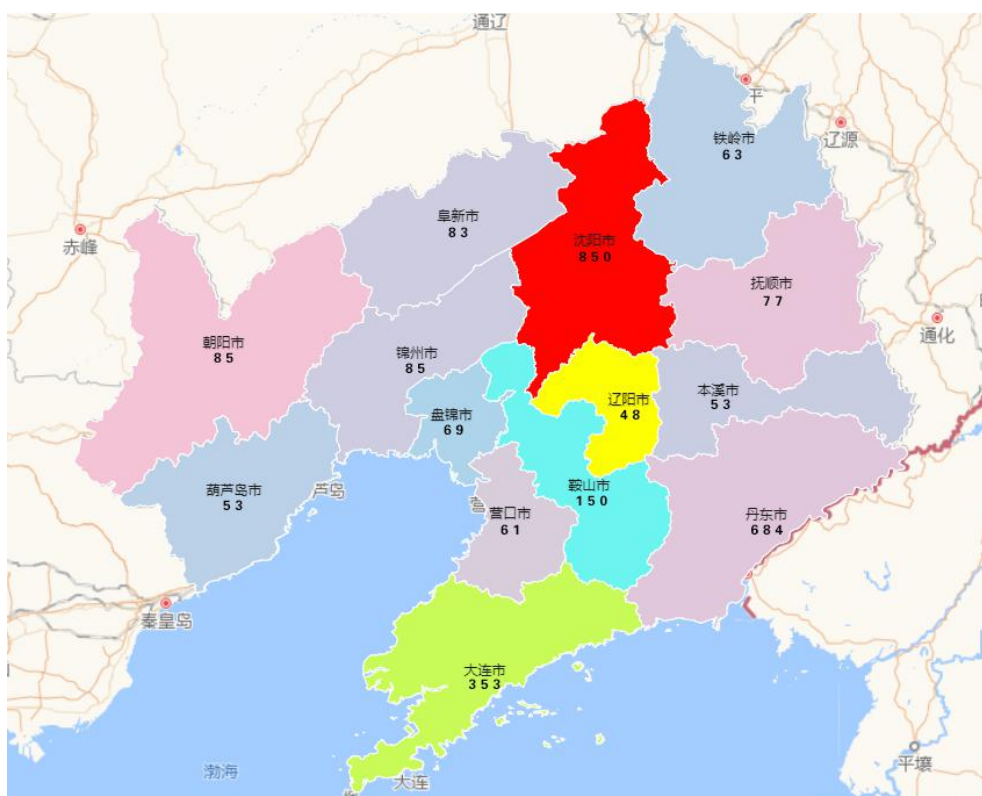 通辽
平
铁岭市
63
辽源
阜新市
83
赤峰
沈阳市
850
抚顺市
77
通化
朝阳市
85
锦州市
85
本溪市
53
辽阳市
48
盘锦市
69
葫芦岛市
53
芦岛
鞍山市
150
营口市
61
丹东市
684
秦皇岛
大连市
353
渤海
大连
平壤